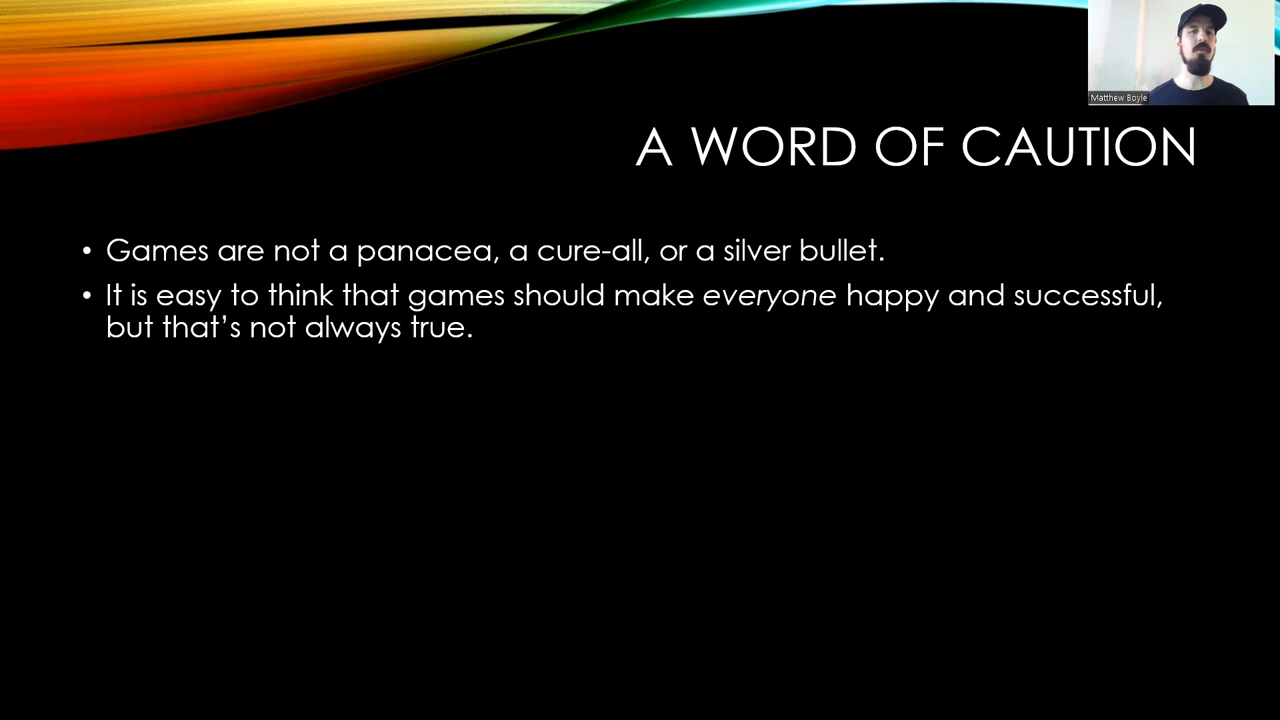 Matthew Boyle
A WORD OF CAUTION
• Games are not a panacea, a cure-all, or a silver bullet.
• It is easy to think that games should make everyone happy and successful,
but that's not always true.